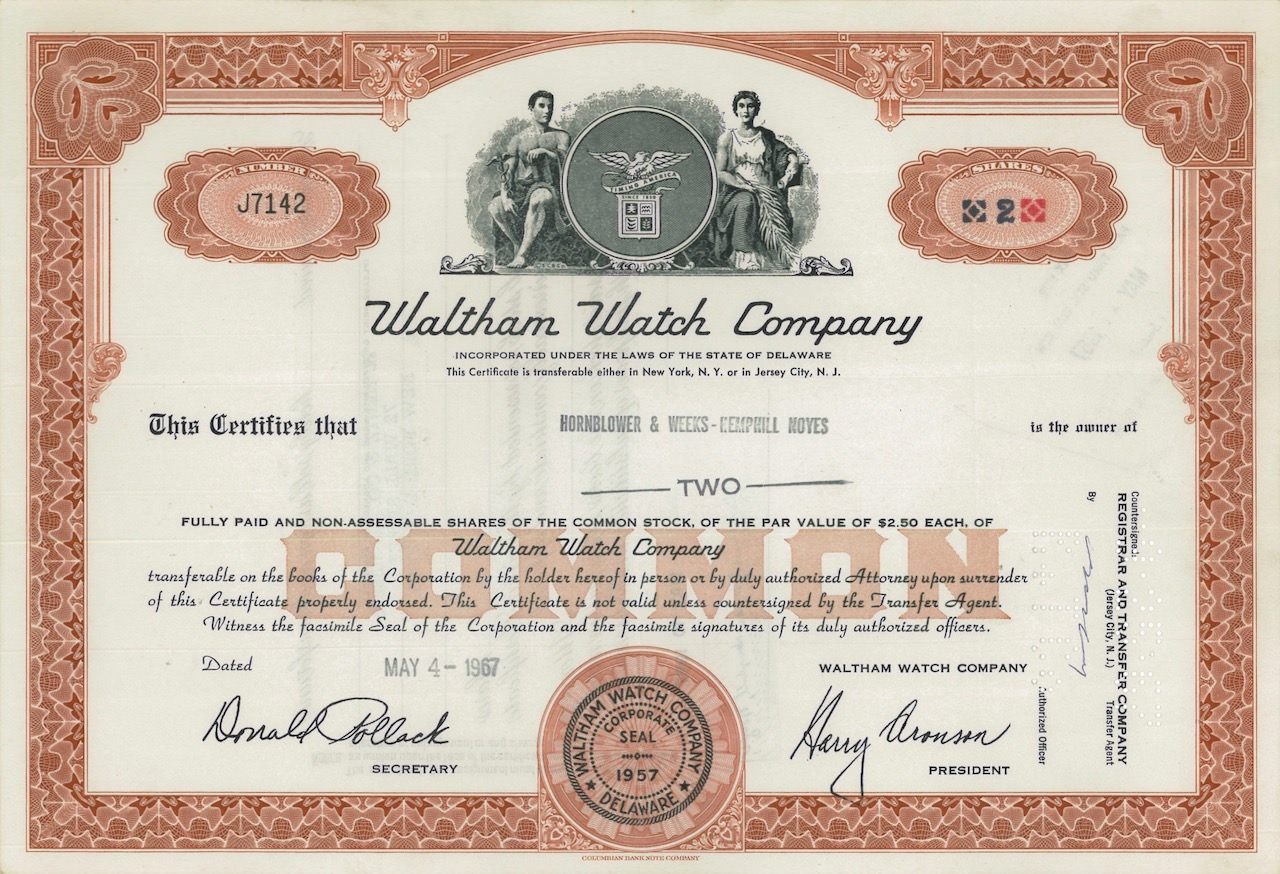 NUMBER
J7142
SHARES
2
TIMING AMERICA
SINCE 1850
Waltham Watch Company
INCORPORATED UNDER THE LAWS OF THE STATE OF DELAWARE
This Certificate is transferable either in New York, N. Y. or in Jersey City, N. J.
This Certifies that
HORNBLOWER & WEEKS-HEMPHILL NOYES
is the owner of
TWO
FULLY PAID AND NON-ASSESSABLE SHARES OF THE COMMON STOCK, OF THE PAR VALUE OF $2.50 EACH, OF
COMMON
Waltham Watch Company
transferable on the books of the Corporation by the holder hereof in person or by duly authorized Attorney upon surrender
of this Certificate properly endorsed. This Certificate is not valid unless countersigned by the Transfer Agent.
Witness the facsimile Seal of the Corporation and the facsimile signatures of its duly authorized officers.
Dated
MAY 4 - 1967
WALTHAM WATCH COMPANY
Donald Pollack
SECRETARY
WALTHAM WATCH COMPANY
CORPORATE
SEAL
1957
DELAWARE
Harry Aronson
PRESIDENT
Countersigned:
REGISTRAR AND TRANSFER COMPANY
(Jersey City, N. J.)
Transfer Agent
By
Authorized Officer
COLUMBIAN BANK NOTE COMPANY